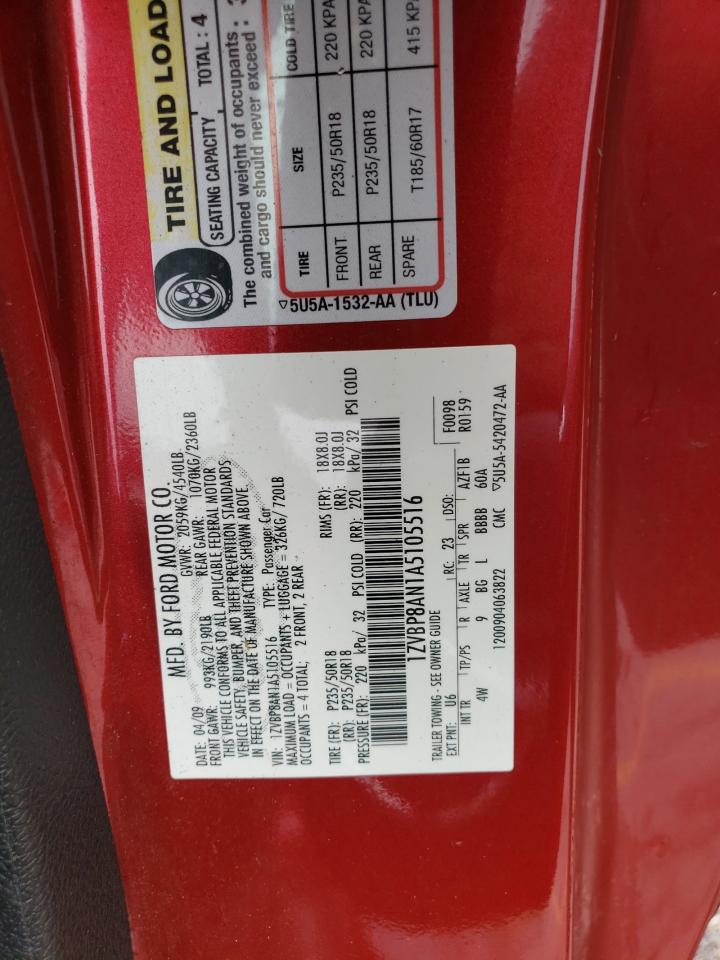 TIRE AND LOAD
SEATING CAPACITY TOTAL : 4
The combined weight of occupants
and cargo should never exceed :
TIRE SIZE COLD TIRE
FRONT P235/50R18 220 KPA
REAR P235/50R18 220 KPA
SPARE T185/60R17 415 KPA
5U5A-1532-AA (TLU)
MFD. BY FORD MOTOR CO.
DATE: 04/09 GVWR: 2059KG/4540LB
FRONT GAWR: 993KG/2190LB REAR GAWR: 1070KG/2360LB
THIS VEHICLE CONFORMS TO ALL APPLICABLE FEDERAL MOTOR
VEHICLE SAFETY, BUMPER, AND THEFT PREVENTION STANDARDS
IN EFFECT ON THE DATE OF MANUFACTURE SHOWN ABOVE.
VIN: 1ZVBP8AN1A5105516 TYPE: Passenger Car
MAXIMUM LOAD = OCCUPANTS + LUGGAGE = 326KG/720LB
OCCUPANTS = 4 TOTAL; 2 FRONT, 2 REAR
TIRE (FR): P235/50R18 RIMS (FR): 18X8.0J
(RR): P235/50R18 (RR): 18X8.0J
PRESSURE (FR): 220 kPa/ 32 PSI COLD (RR): 220 kPa/ 32 PSI COLD
1ZVBP8AN1A5105516
TRAILER TOWING - SEE OWNER GUIDE F0098
EXT PNT: U6 RC: 23 DSO: R0159
INT TR TP/PS R AXLE TR SPR AZF1B
4W 9 BG L BBBB 60A
1200904063822 CMC 5U5A-5420472-AA